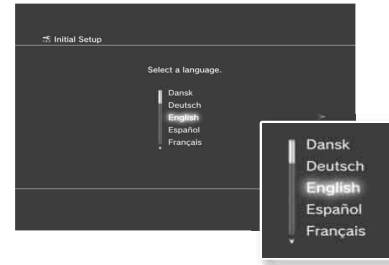 Initial Setup
Select a language.
Dansk
Deutsch
English
Español
Français
Dansk
Deutsch
English
Español
Français